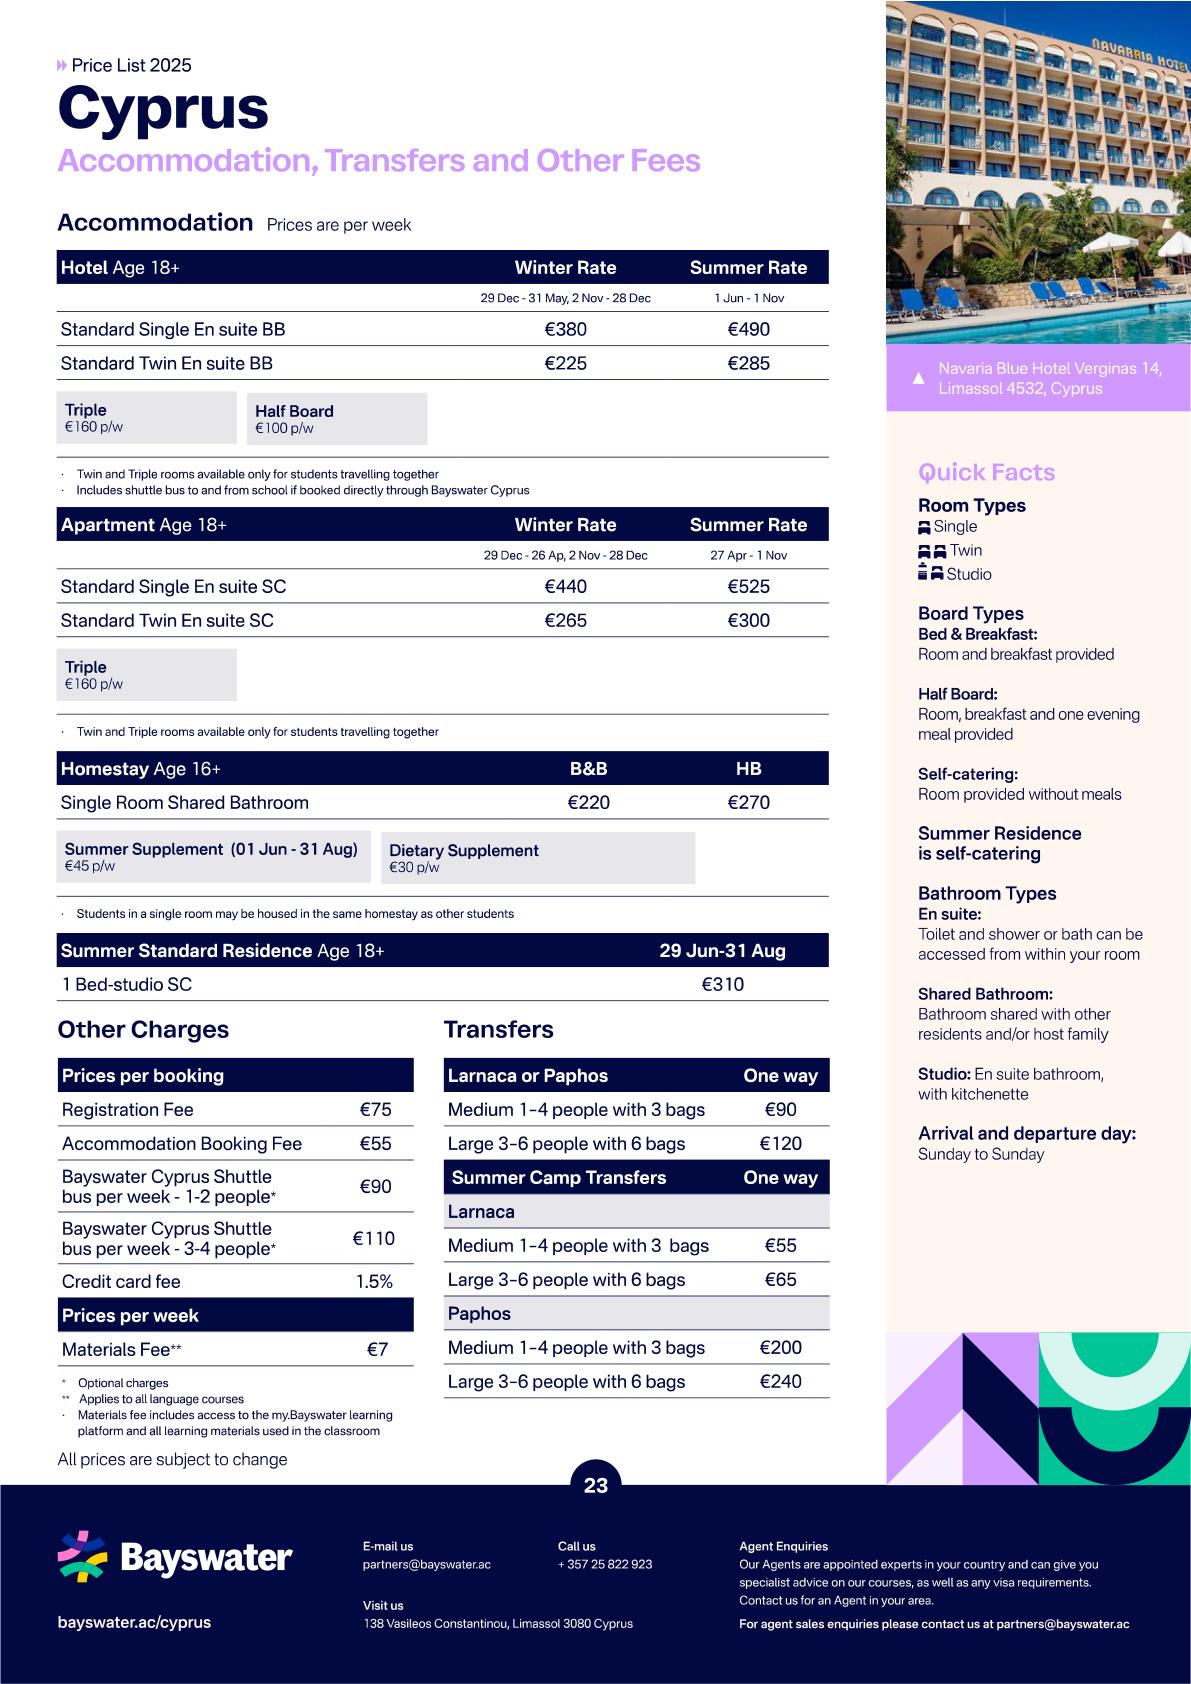 Price List 2025
Cyprus
Accommodation, Transfers and Other Fees
Accommodation Prices are per week
Hotel Age 18+ Winter Rate Summer Rate
29 Dec - 31 May, 2 Nov - 28 Dec 1 Jun - 1 Nov
Standard Single En suite BB €380 €490
Standard Twin En suite BB €225 €285
Triple
€160 p/w
Half Board
€100 p/w
· Twin and Triple rooms available only for students travelling together
· Includes shuttle bus to and from school if booked directly through Bayswater Cyprus
Apartment Age 18+ Winter Rate Summer Rate
29 Dec - 26 Ap, 2 Nov - 28 Dec 27 Apr - 1 Nov
Standard Single En suite SC €440 €525
Standard Twin En suite SC €265 €300
Triple
€160 p/w
· Twin and Triple rooms available only for students travelling together
Homestay Age 16+ B&B HB
Single Room Shared Bathroom €220 €270
Summer Supplement (01 Jun - 31 Aug)
€45 p/w
Dietary Supplement
€30 p/w
· Students in a single room may be housed in the same homestay as other students
Summer Standard Residence Age 18+ 29 Jun-31 Aug
1 Bed-studio SC €310
Other Charges
Prices per booking
Registration Fee €75
Accommodation Booking Fee €55
Bayswater Cyprus Shuttle
bus per week - 1-2 people* €90
Bayswater Cyprus Shuttle
bus per week - 3-4 people* €110
Credit card fee 1.5%
Prices per week
Materials Fee** €7
* Optional charges
** Applies to all language courses
· Materials fee includes access to the my.Bayswater learning
platform and all learning materials used in the classroom
All prices are subject to change
Transfers
Larnaca or Paphos One way
Medium 1–4 people with 3 bags €90
Large 3–6 people with 6 bags €120
Summer Camp Transfers One way
Larnaca
Medium 1–4 people with 3 bags €55
Large 3–6 people with 6 bags €65
Paphos
Medium 1–4 people with 3 bags €200
Large 3–6 people with 6 bags €240
NAVARRIA HOTEL
Navaria Blue Hotel Verginas 14,
Limassol 4532, Cyprus
Quick Facts
Room Types
Single
Twin
Studio
Board Types
Bed & Breakfast:
Room and breakfast provided
Half Board:
Room, breakfast and one evening
meal provided
Self-catering:
Room provided without meals
Summer Residence
is self-catering
Bathroom Types
En suite:
Toilet and shower or bath can be
accessed from within your room
Shared Bathroom:
Bathroom shared with other
residents and/or host family
Studio: En suite bathroom,
with kitchenette
Arrival and departure day:
Sunday to Sunday
23
Bayswater
bayswater.ac/cyprus
E-mail us
partners@bayswater.ac
Call us
+ 357 25 822 923
Visit us
138 Vasileos Constantinou, Limassol 3080 Cyprus
Agent Enquiries
Our Agents are appointed experts in your country and can give you
specialist advice on our courses, as well as any visa requirements.
Contact us for an Agent in your area.
For agent sales enquiries please contact us at partners@bayswater.ac